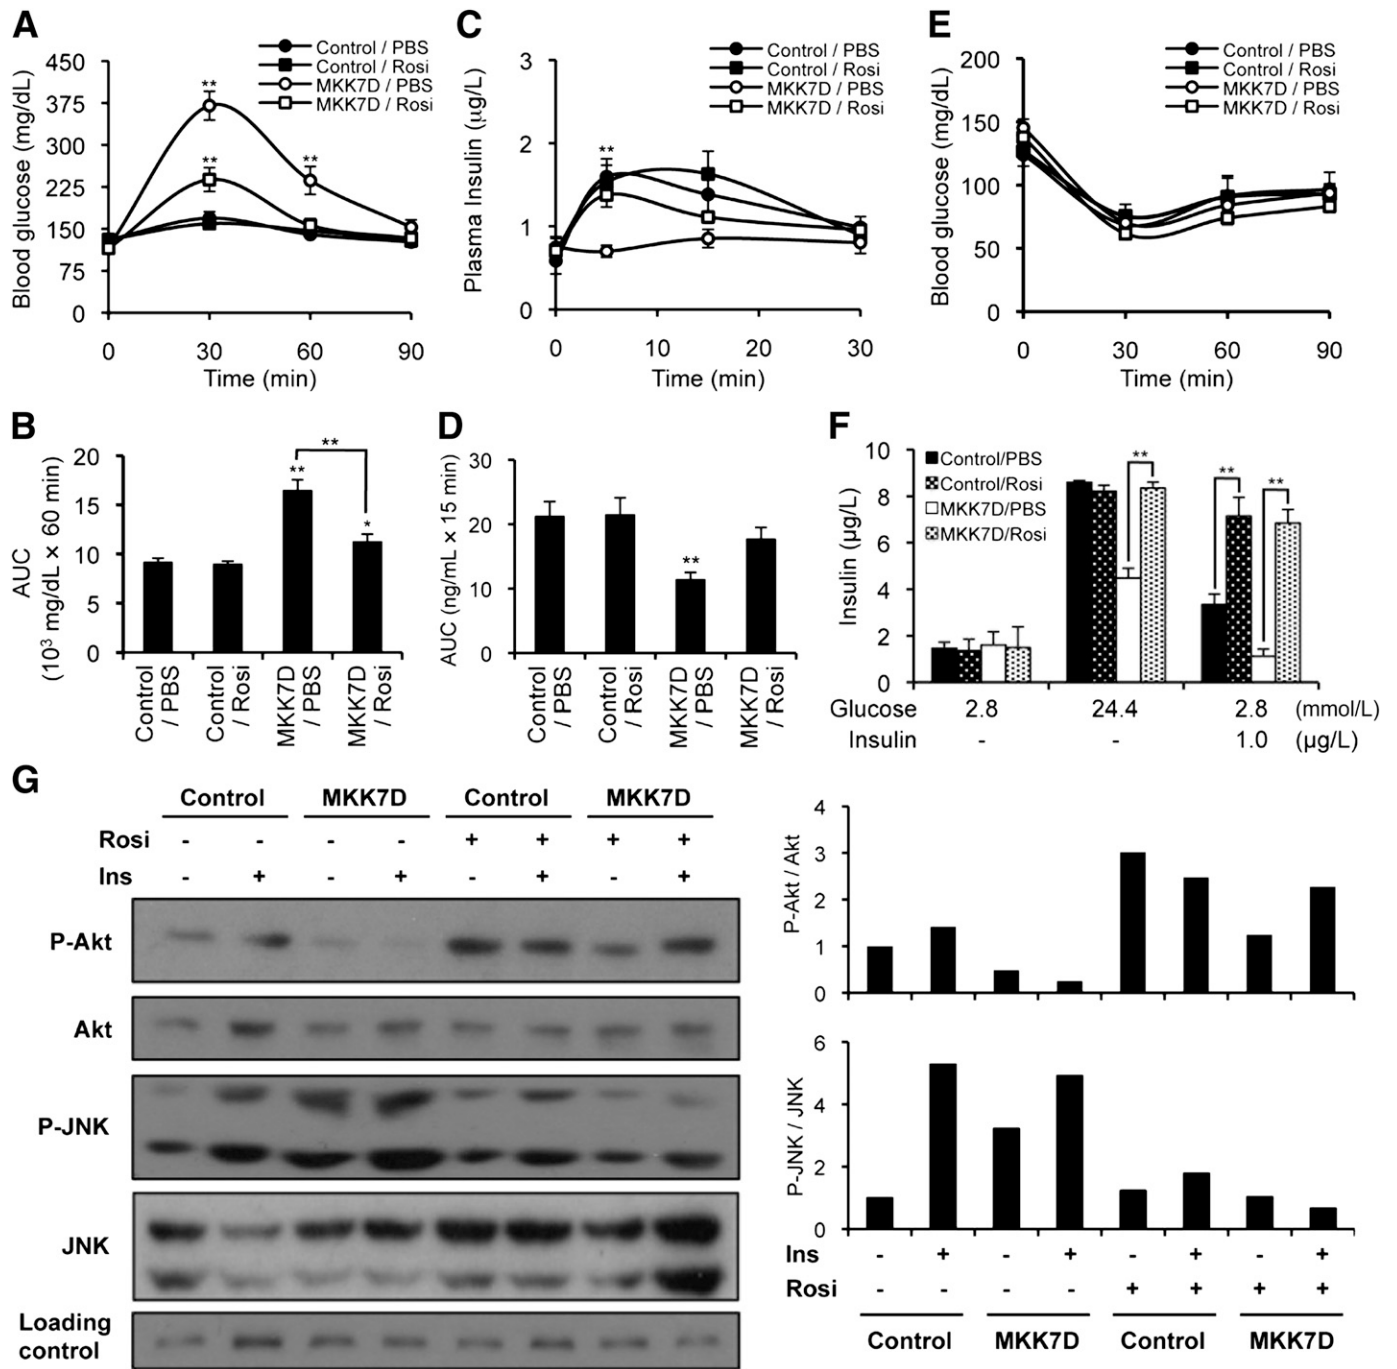 A
Blood glucose (mg/dL)
450
375
300
225
150
75
0
0 30 60 90
Time (min)
Control / PBS
Control / Rosi
MKK7D / PBS
MKK7D / Rosi
**
**
**
C
Plasma Insulin (µg/L)
3
2
1
0
0 10 20 30
Time (min)
Control / PBS
Control / Rosi
MKK7D / PBS
MKK7D / Rosi
**
E
Blood glucose (mg/dL)
200
150
100
50
0
0 30 60 90
Time (min)
Control / PBS
Control / Rosi
MKK7D / PBS
MKK7D / Rosi
B
AUC
(10³ mg/dL × 60 min)
20
15
10
5
0
**
**
*
Control
/ PBS
Control
/ Rosi
MKK7D
/ PBS
MKK7D
/ Rosi
D
AUC (ng/mL × 15 min)
30
20
10
0
**
Control
/ PBS
Control
/ Rosi
MKK7D
/ PBS
MKK7D
/ Rosi
F
Insulin (µg/L)
10
8
6
4
2
0
Control/PBS
Control/Rosi
MKK7D/PBS
MKK7D/Rosi
**
**
**
Glucose 2.8 24.4 2.8 (mmol/L)
Insulin - - 1.0 (µg/L)
G
Control MKK7D Control MKK7D
Rosi - - - - + + + +
Ins - + - + - + - +
P-Akt
Akt
P-JNK
JNK
Loading
control
P-Akt / Akt
4
3
2
1
0
P-JNK / JNK
6
4
2
0
Ins - + - + - + - +
Rosi - - - - + + + +
Control MKK7D Control MKK7D